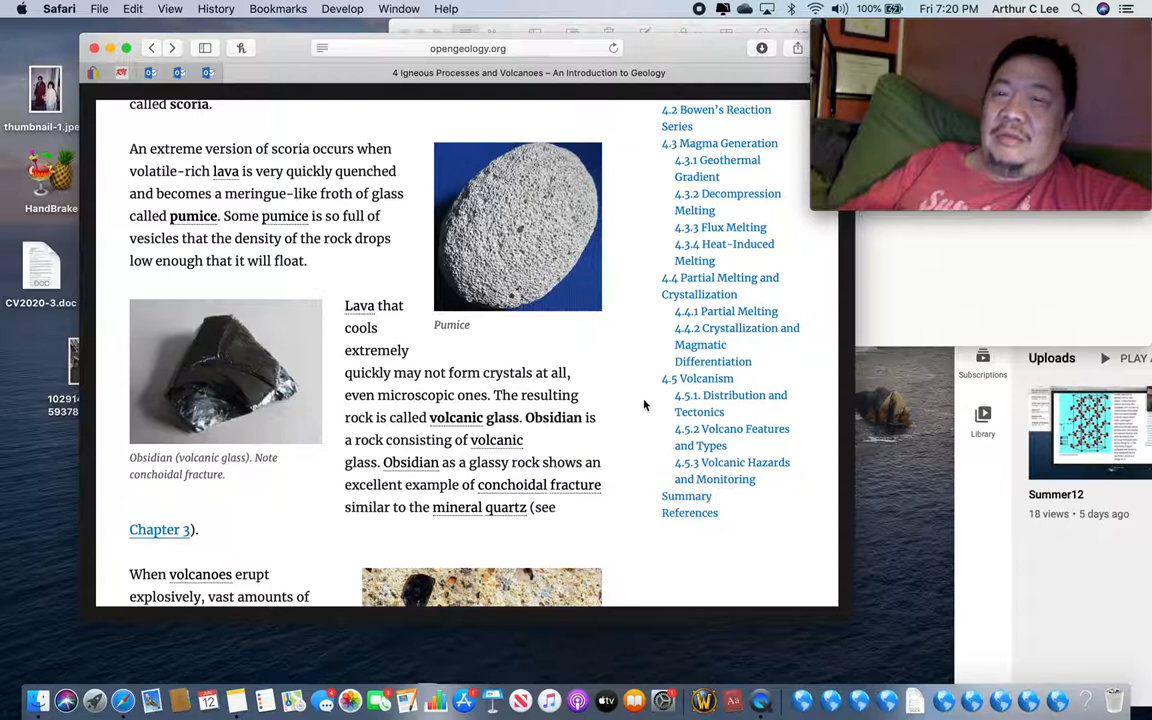 Safari File Edit View History Bookmarks Develop Window Help 100% Fri 7:20 PM Arthur C Lee
opengeology.org
4 Igneous Processes and Volcanoes – An Introduction to Geology
thumbnail-1.jpe
HandBrake
DOC
CV2020-3.doc
10291
59378
called scoria.
An extreme version of scoria occurs when
volatile-rich lava is very quickly quenched
and becomes a meringue-like froth of glass
called pumice. Some pumice is so full of
vesicles that the density of the rock drops
low enough that it will float.
Pumice
Lava that
cools
extremely
quickly may not form crystals at all,
even microscopic ones. The resulting
rock is called volcanic glass. Obsidian is
a rock consisting of volcanic
glass. Obsidian as a glassy rock shows an
excellent example of conchoidal fracture
similar to the mineral quartz (see
Chapter 3).
Obsidian (volcanic glass). Note
conchoidal fracture.
When volcanoes erupt
explosively, vast amounts of
4.2 Bowen's Reaction
Series
4.3 Magma Generation
4.3.1 Geothermal
Gradient
4.3.2 Decompression
Melting
4.3.3 Flux Melting
4.3.4 Heat-Induced
Melting
4.4 Partial Melting and
Crystallization
4.4.1 Partial Melting
4.4.2 Crystallization and
Magmatic
Differentiation
4.5 Volcanism
4.5.1. Distribution and
Tectonics
4.5.2 Volcano Features
and Types
4.5.3 Volcanic Hazards
and Monitoring
Summary
References
Subscriptions
Library
Uploads PLAY A
Summer12
18 views • 5 days ago